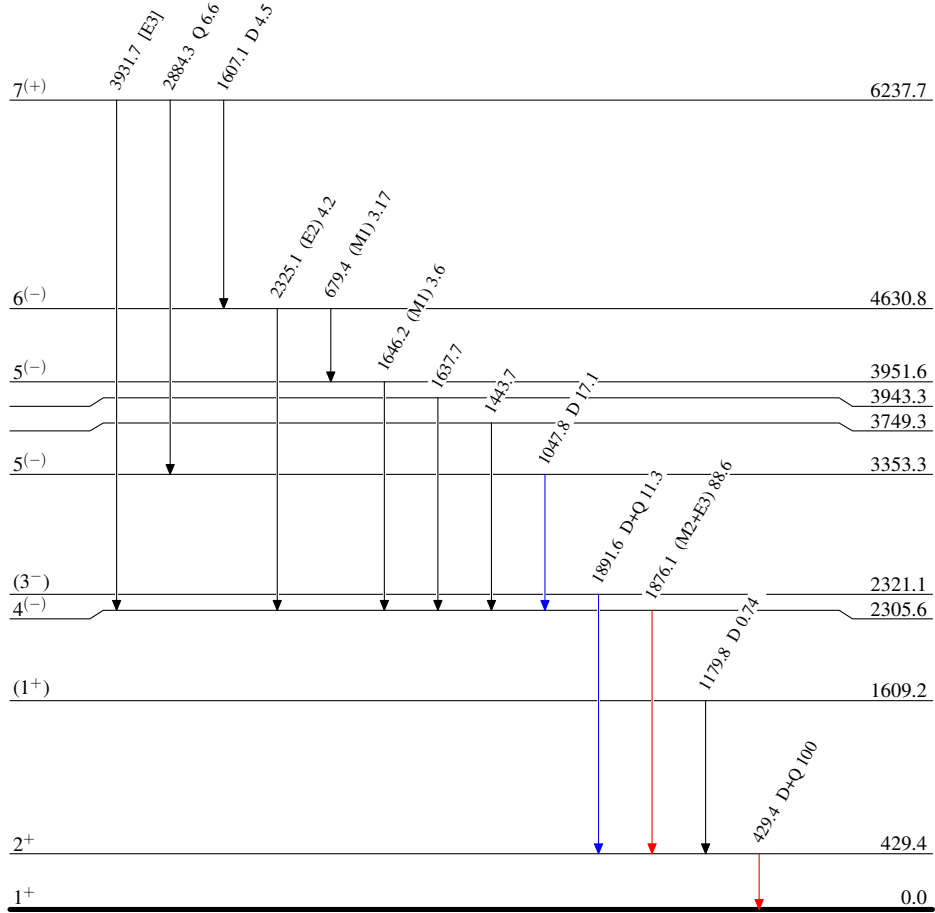 3931.7 [E3]
2884.3 Q 6.6
1607.1 D 4.5
7(+) 6237.7
2325.1 (E2) 4.2
679.4 (M1) 3.17
6(−) 4630.8
1646.2 (M1) 3.6
1637.7
1443.7
5(−) 3951.6
3943.3
3749.3
1047.8 D 17.1
5(−) 3353.3
1891.6 D+Q 11.3
1876.1 (M2+E3) 88.6
(3−) 2321.1
4(−) 2305.6
1179.8 D 0.74
(1+) 1609.2
429.4 D+Q 100
2+ 429.4
1+ 0.0